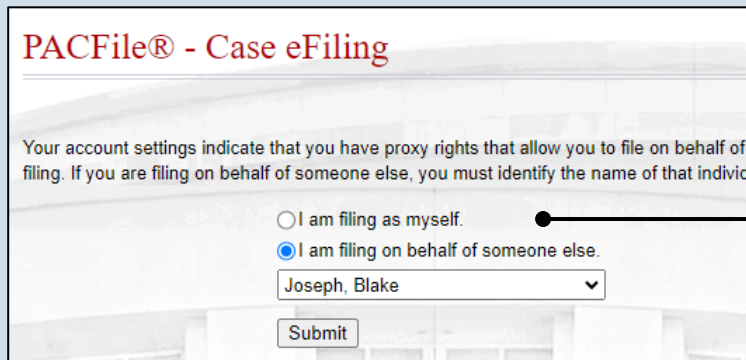 PACFile® - Case eFiling
Your account settings indicate that you have proxy rights that allow you to file on behalf of
filing. If you are filing on behalf of someone else, you must identify the name of that
I am filing as myself.
I am filing on behalf of someone else.
Joseph, Blake
Submit